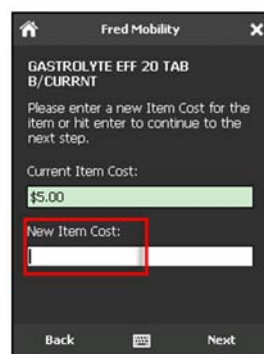 Fred Mobility
GASTROLYTE EFF 20 TAB
B/CURRNT
Please enter a new Item Cost for the
item or hit enter to continue to the
next step.
Current Item Cost:
$5.00
New Item Cost:
Back
Next